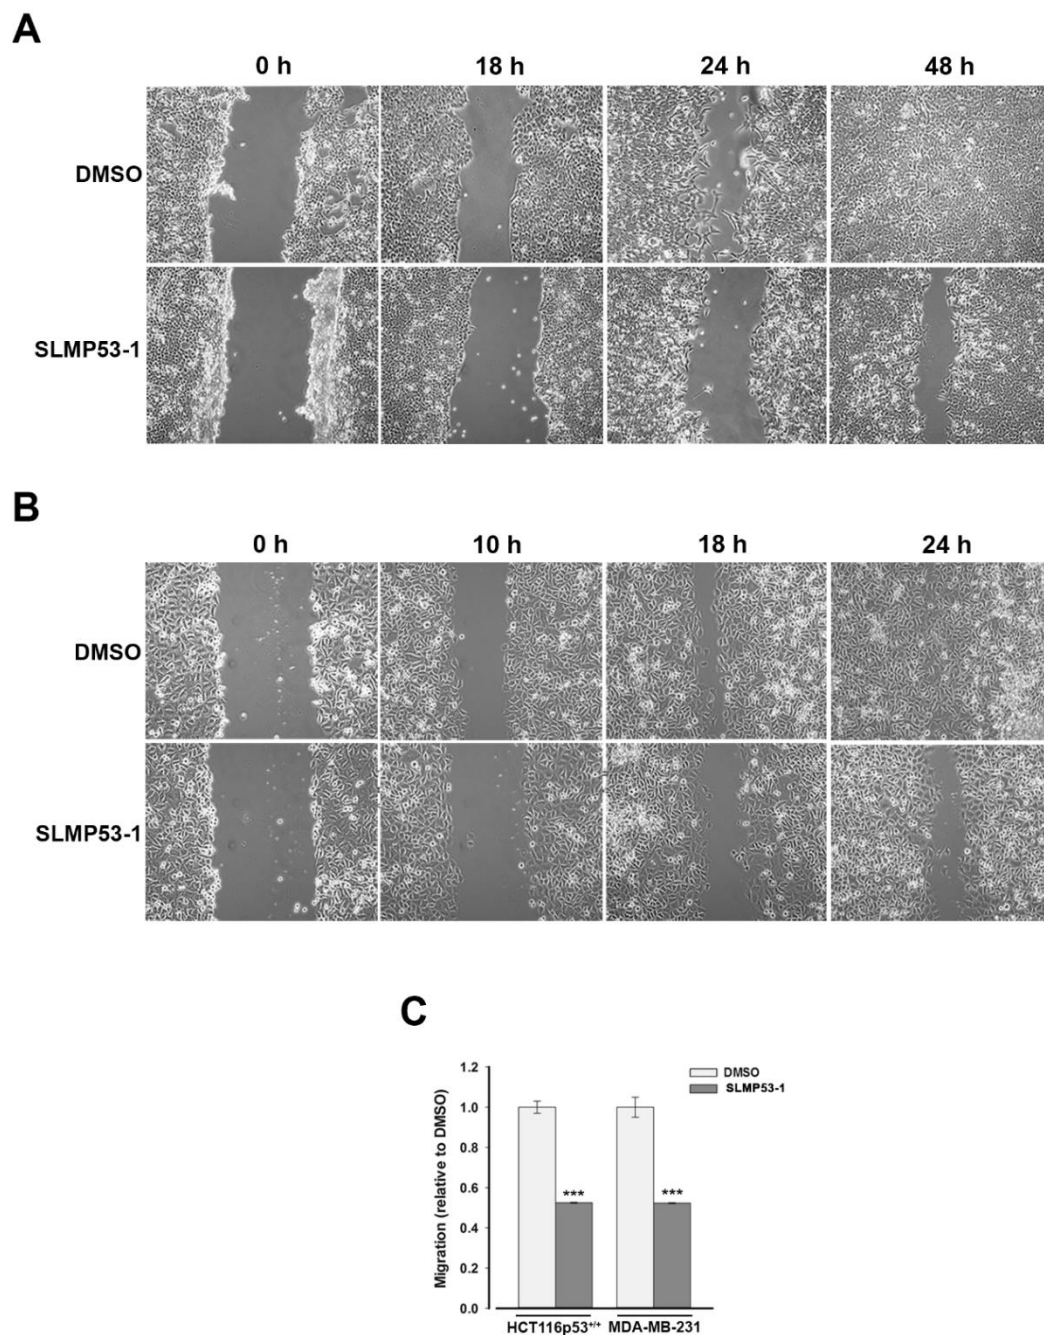 A
0 h 18 h 24 h 48 h
DMSO
SLMP53-1
B
0 h 10 h 18 h 24 h
DMSO
SLMP53-1
C
Migration (relative to DMSO)
1.2
1.0
0.8
0.6
0.4
0.2
0.0
DMSO
SLMP53-1
*** ***
HCT116p53+/+ MDA-MB-231